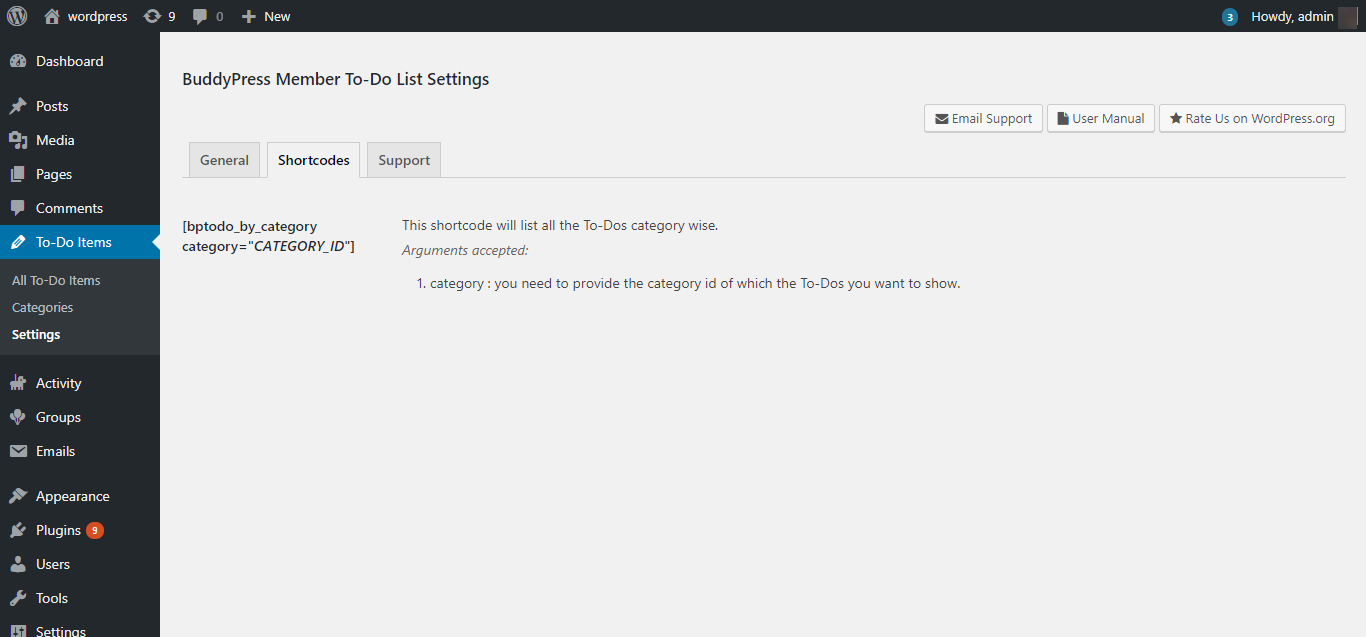 wordpress 9 0 New 3 Howdy, admin
Dashboard
Posts
Media
Pages
Comments
To-Do Items
All To-Do Items
Categories
Settings
Activity
Groups
Emails
Appearance
Plugins 9
Users
Tools
Settings
BuddyPress Member To-Do List Settings
Email Support User Manual Rate Us on WordPress.org
General Shortcodes Support
[bptodo_by_category
category="CATEGORY_ID"]
This shortcode will list all the To-Dos category wise.
Arguments accepted:
1. category : you need to provide the category id of which the To-Dos you want to show.